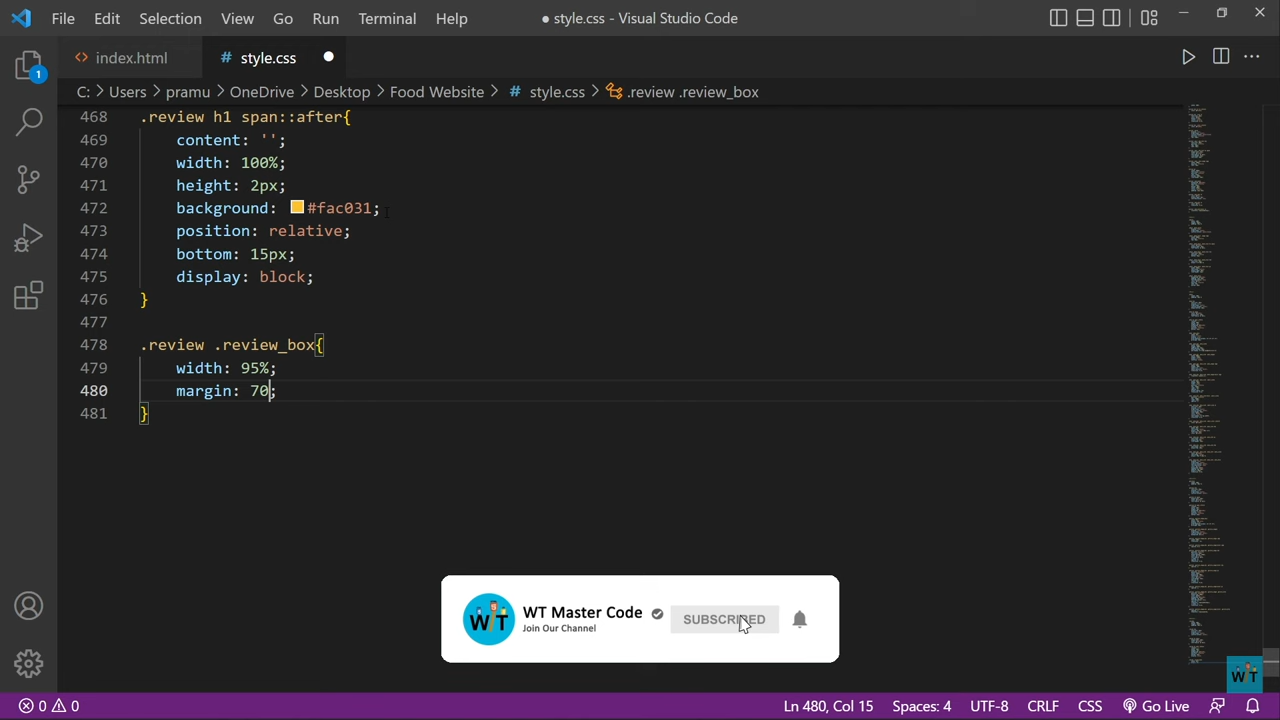 File Edit Selection View Go Run Terminal Help ● style.css - Visual Studio Code
<> index.html # style.css ●
C: > Users > pramu > OneDrive > Desktop > Food Website > # style.css > .review .review_box
1
468 .review h1 span::after{
469 content: '';
470 width: 100%;
471 height: 2px;
472 background: #fac031;
473 position: relative;
474 bottom: 15px;
475 display: block;
476 }
477
478 .review .review_box{
479 width: 95%;
480 margin: 70;
481 }
WT
WT Master Code
Join Our Channel
SUBSCRIBED
WT
0 0 Ln 480, Col 15 Spaces: 4 UTF-8 CRLF CSS Go Live